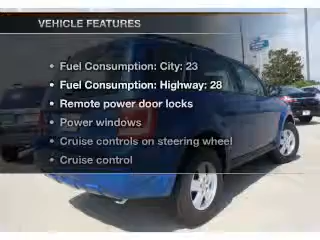 VEHICLE FEATURES
• Fuel Consumption: City: 23
• Fuel Consumption: Highway: 28
• Remote power door locks
• Power windows
• Cruise controls on steering wheel
• Cruise control